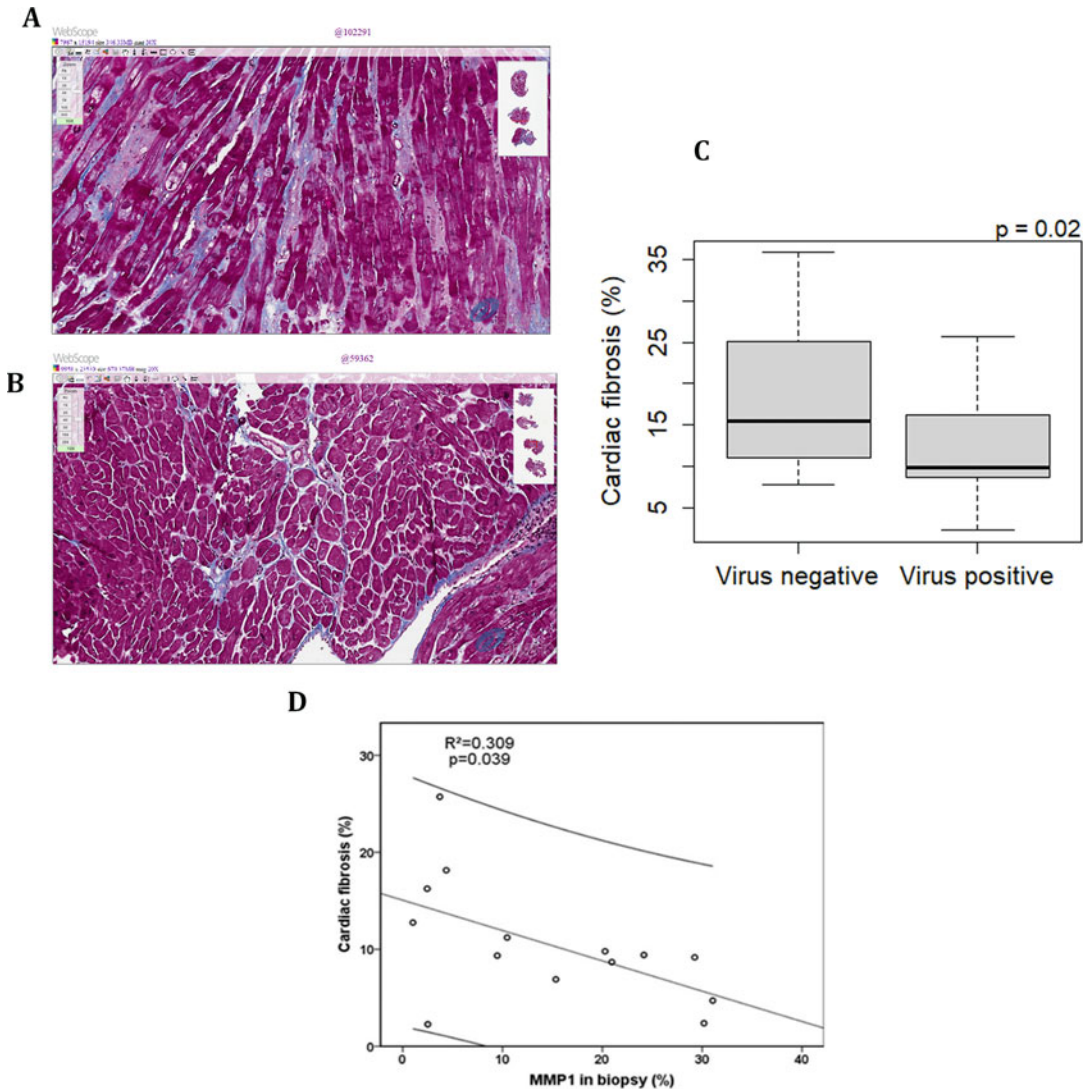 A
WebScope
@102291
B
WebScope
@59362
C
p = 0.02
Cardiac fibrosis (%)
35
25
15
5
Virus negative Virus positive
D
R²=0.309
p=0.039
Cardiac fibrosis (%)
30
20
10
0
0 10 20 30 40
MMP1 in biopsy (%)